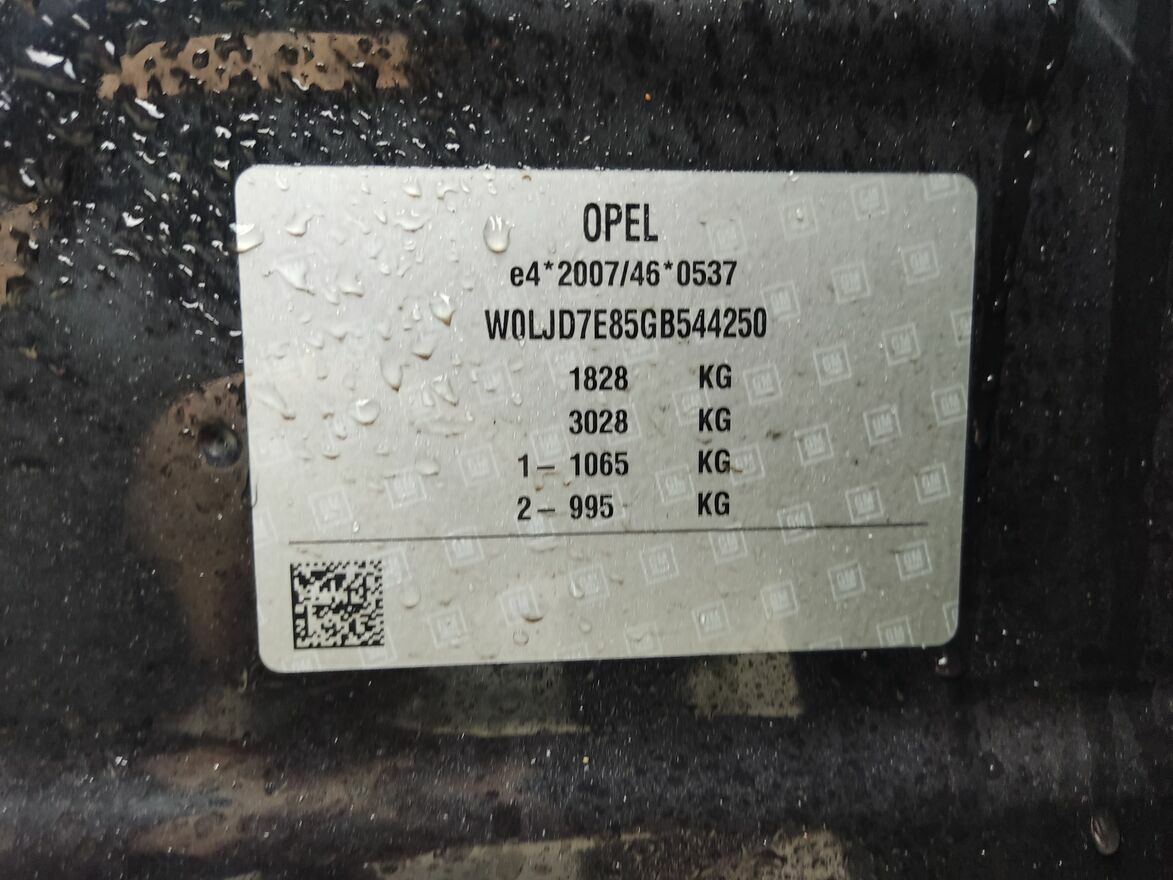 OPEL
e4*2007/46*0537
W0LJD7E85GB544250
1828 KG
3028 KG
1– 1065 KG
2– 995 KG